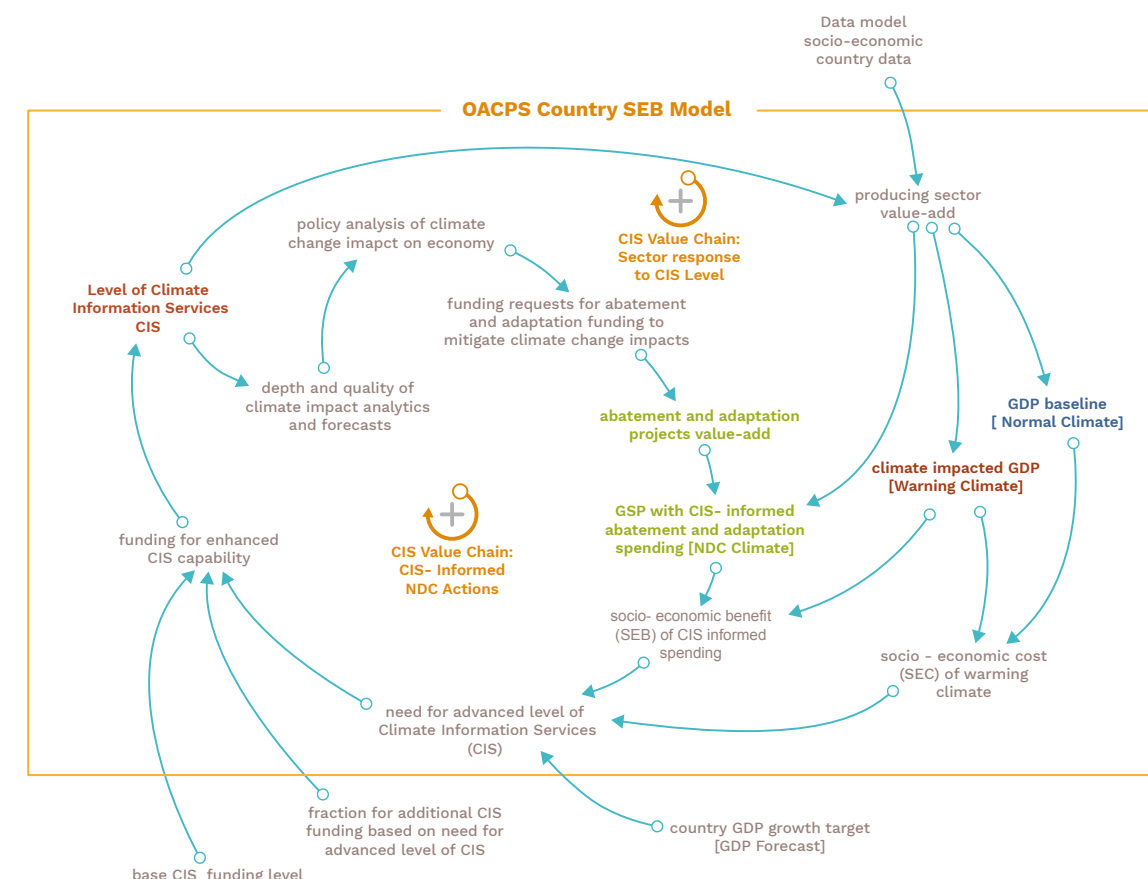 Data model
socio-economic
country data
OACPS Country SEB Model
producing sector
value-add
policy analysis of climate
change imapct on economy
CIS Value Chain:
Sector response
to CIS Level
Level of Climate
Information Services
CIS
funding requests for abatement
and adaptation funding to
mitigate climate change impacts
depth and quality of
climate impact analytics
and forecasts
abatement and adaptation
projects value-add
GDP baseline
[ Normal Climate]
climate impacted GDP
[Warning Climate]
GSP with CIS- informed
abatement and adaptation
spending [NDC Climate]
funding for enhanced
CIS capability
CIS Value Chain:
CIS- Informed
NDC Actions
socio- economic benefit
(SEB) of CIS informed
spending
socio - economic cost
(SEC) of warming
climate
need for advanced level of
Climate Information Services
(CIS)
fraction for additional CIS
funding based on need for
advanced level of CIS
country GDP growth target
[GDP Forecast]
base CIS funding level